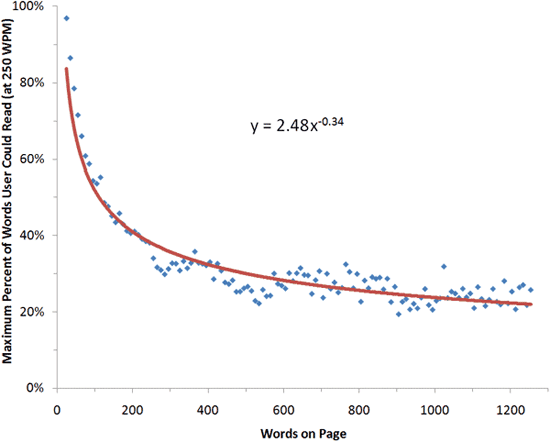 Maximum Percent of Words User Could Read (at 250 WPM)
100%
80%
60%
40%
20%
0%
y = 2.48x-0.34
0 200 400 600 800 1000 1200
Words on Page